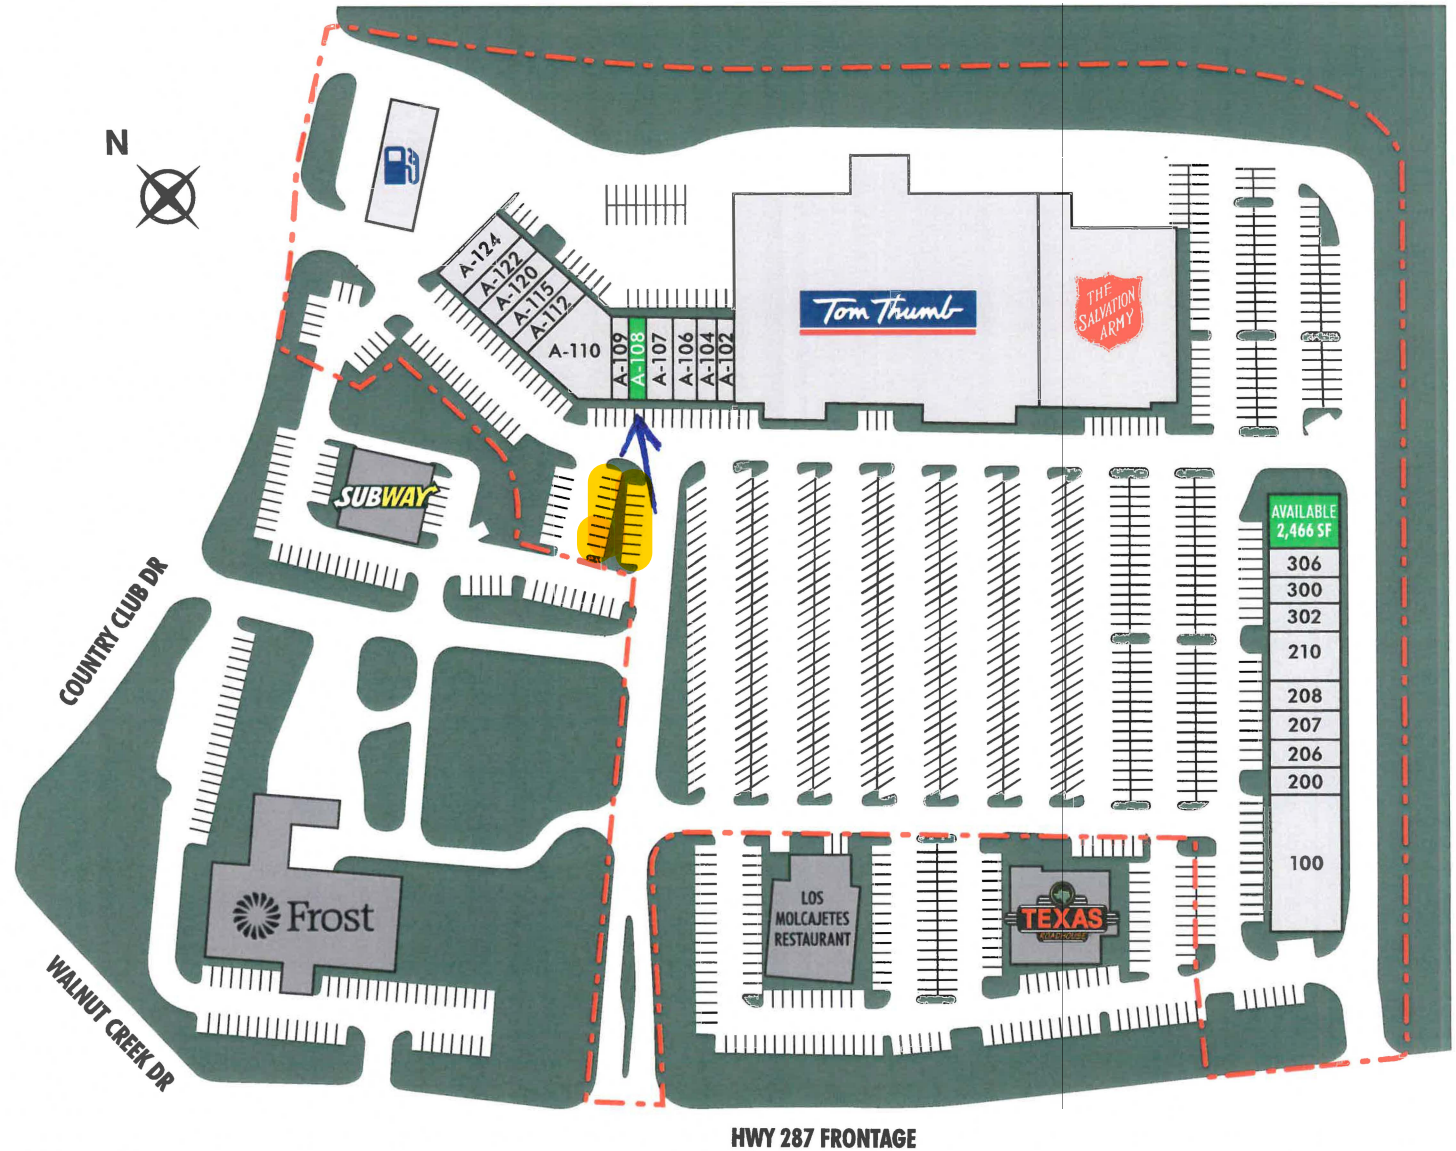 N
A-124
A-122
A-120
A-115
A-112
A-110
A-109
A-108
A-107
A-106
A-104
A-102
Tom Thumb
THE
SALVATION
ARMY
SUBWAY
AVAILABLE
2,466 SF
306
300
302
210
208
207
206
200
100
COUNTRY CLUB DR
Frost
LOS
MOLCAJETES
RESTAURANT
TEXAS
ROADHOUSE
WALNUT CREEK DR
HWY 287 FRONTAGE